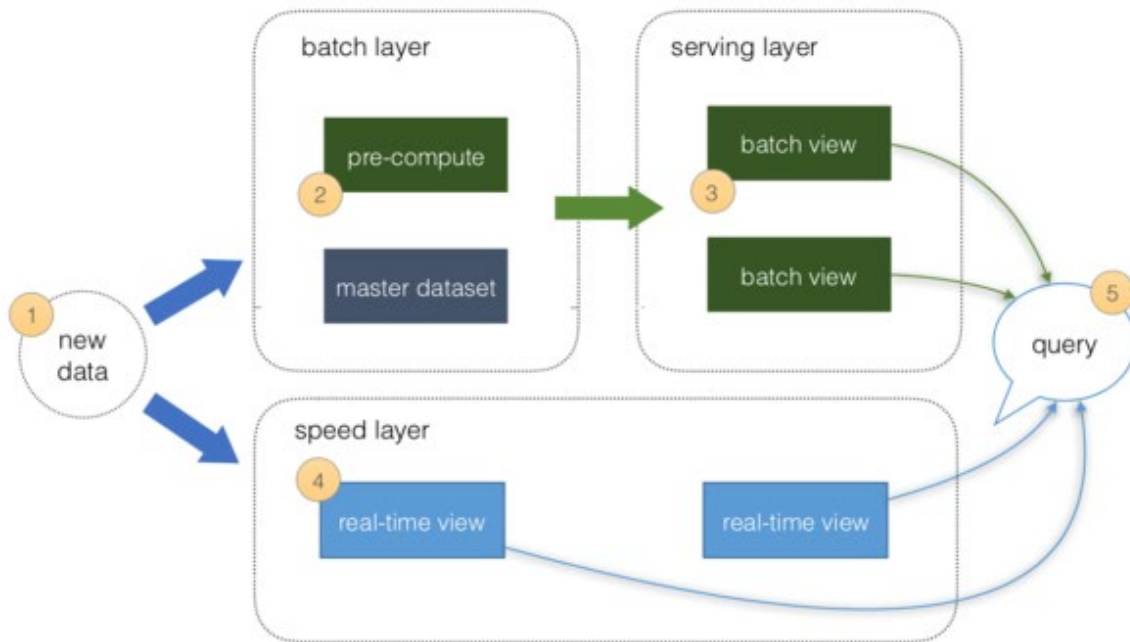 batch layer
serving layer
pre-compute
batch view
2
3
master dataset
batch view
1
new
data
5
query
speed layer
4
real-time view
real-time view